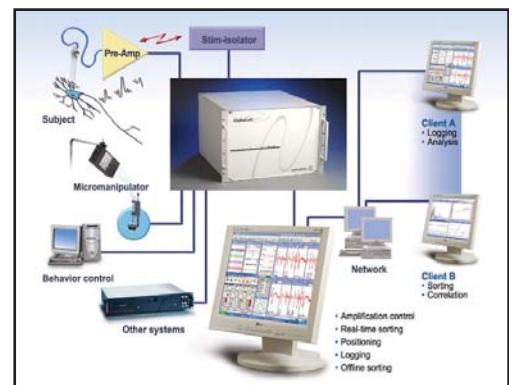 Pre-Amp
Stim-isolator
Subject
Micromanipulator
Behavior control
Other systems
Network
Client A
• Logging
• Analysis
Client B
• Sorting
• Correlation
• Amplification control
• Real-time sorting
• Positioning
• Logging
• Offline sorting